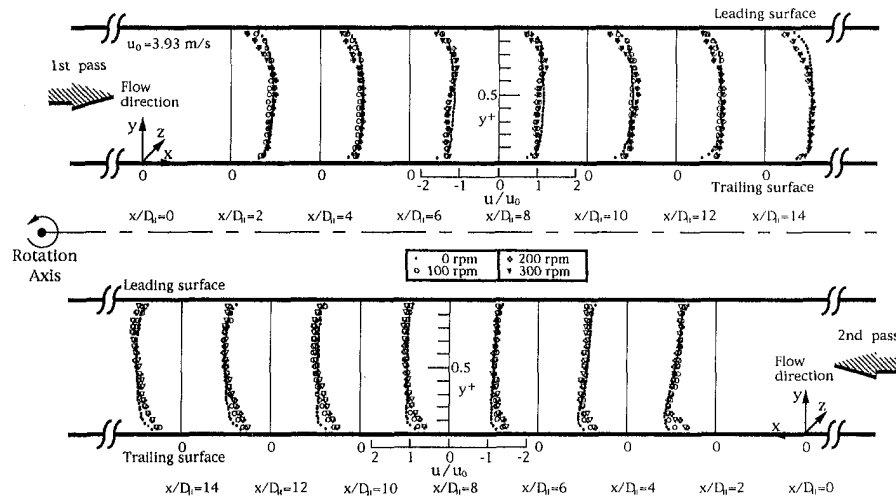 Leading surface
u₀=3.93 m/s
1st pass
Flow
direction
y
z
x
0.5
y⁺
0 0 0 0 0 0 0 0
-2 -1 0 1 2
Trailing surface
u/u₀
x/Dₕ=0 x/Dₕ=2 x/Dₕ=4 x/Dₕ=6 x/Dₕ=8 x/Dₕ=10 x/Dₕ=12 x/Dₕ=14
Rotation
Axis
0 rpm 200 rpm
100 rpm 300 rpm
Leading surface
2nd pass
0.5
y⁺
Flow
direction
y
z
x
Trailing surface
0 0 0 0 0 0 0
2 1 0 -1 -2
u/u₀
x/Dₕ=14 x/Dₕ=12 x/Dₕ=10 x/Dₕ=8 x/Dₕ=6 x/Dₕ=4 x/Dₕ=2 x/Dₕ=0